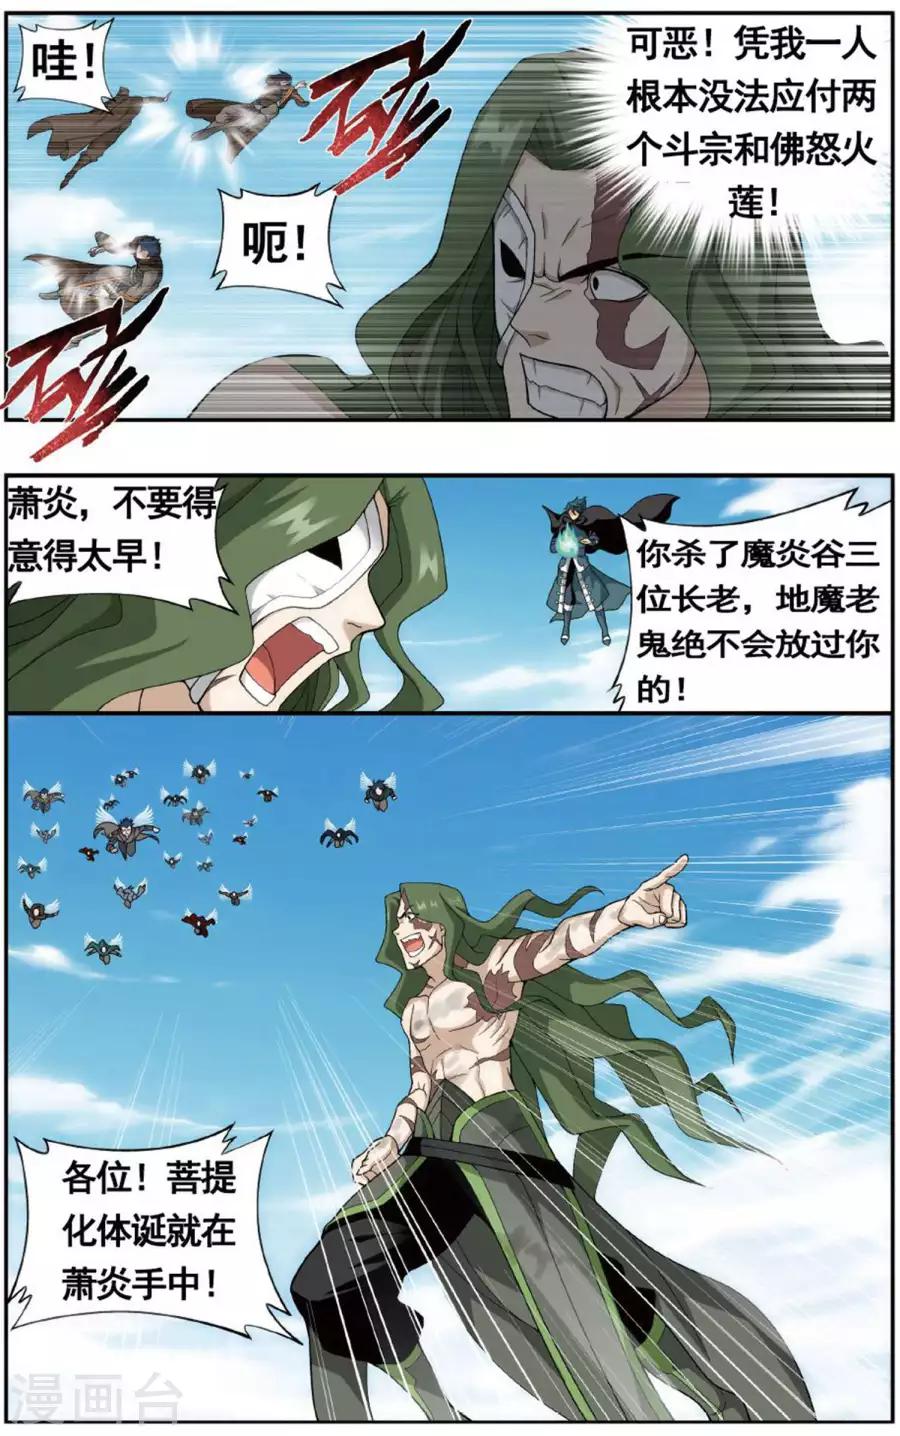 哇！
可恶！凭我一人
根本没法应付两
个斗宗和佛怒火
莲！
呃！
萧炎，不要得
意得太早！
你杀了魔炎谷三
位长老，地魔老
鬼绝不会放过你
的！
各位！菩提
化体诞就在
萧炎手中！
漫画台